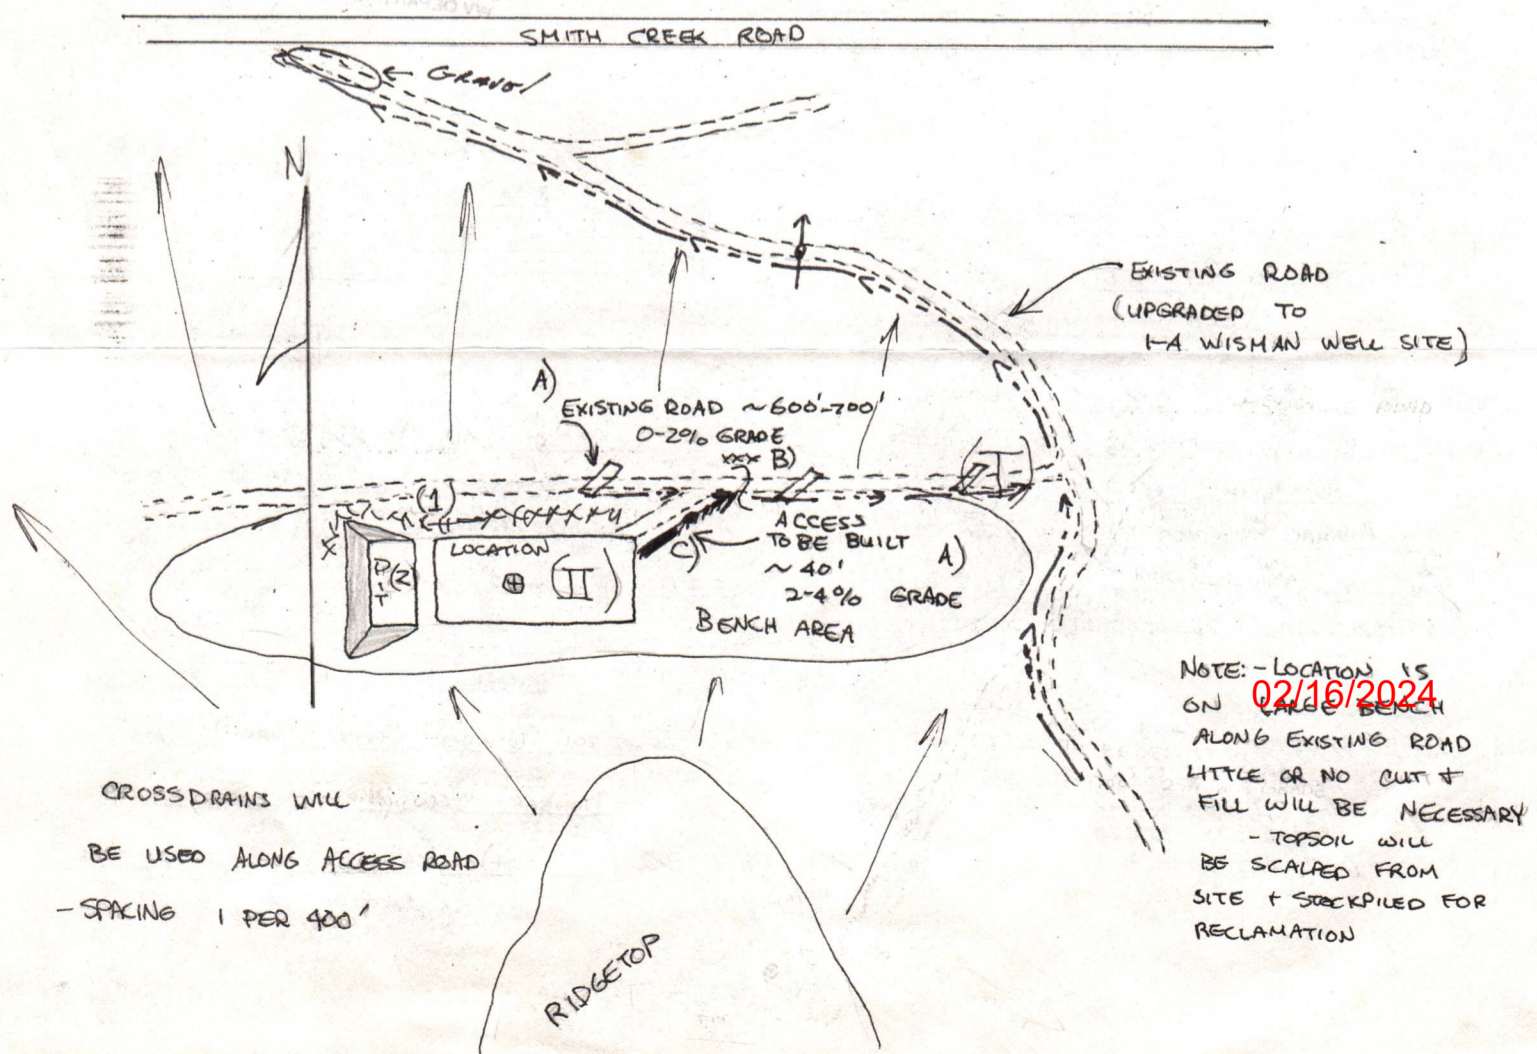 SMITH CREEK ROAD
← GRAVEL
N
EXISTING ROAD
(UPGRADED TO
1-A WISMAN WELL SITE)
A)
EXISTING ROAD ~600'-700'
0-2% GRADE
xxx B)
(I)
(1)
LOCATION
(II)
PIT
(2
C)
ACCESS
TO BE BUILT
~ 40'
2-4% GRADE
A)
BENCH AREA
NOTE: - LOCATION IS
02/16/2024
ON LARGE BENCH
ALONG EXISTING ROAD
LITTLE OR NO CUT +
FILL WILL BE NECESSARY
- TOPSOIL WILL
BE SCALPED FROM
SITE + STOCKPILED FOR
RECLAMATION
CROSSDRAINS WILL
BE USED ALONG ACCESS ROAD
- SPACING 1 PER 400'
RIDGETOP